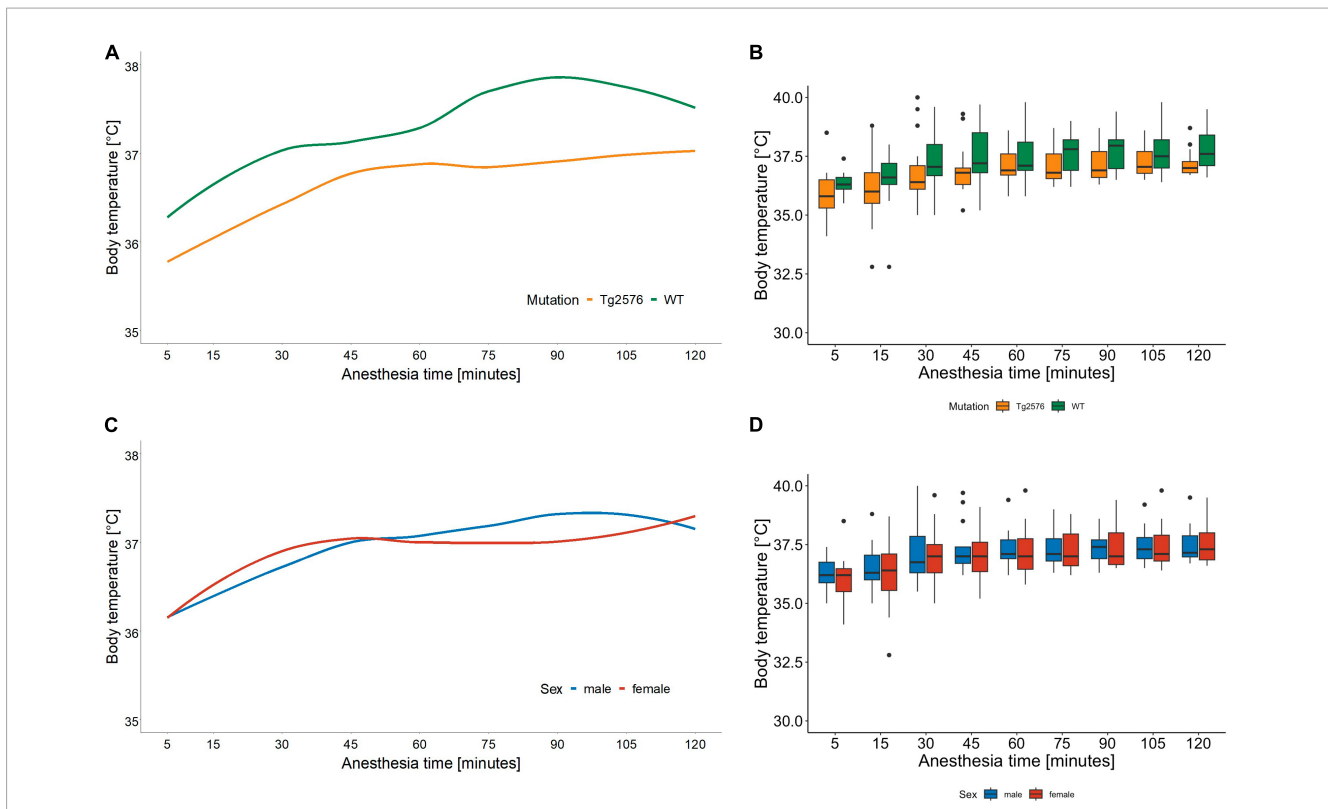 A
38
37
36
35
Body temperature [°C]
Mutation Tg2576 WT
5 15 30 45 60 75 90 105 120
Anesthesia time [minutes]
B
40.0
37.5
35.0
32.5
30.0
Body temperature [°C]
5 15 30 45 60 75 90 105 120
Anesthesia time [minutes]
Mutation Tg2576 WT
C
38
37
36
35
Body temperature [°C]
Sex male female
5 15 30 45 60 75 90 105 120
Anesthesia time [minutes]
D
40.0
37.5
35.0
32.5
30.0
Body temperature [°C]
5 15 30 45 60 75 90 105 120
Anesthesia time [minutes]
Sex male female